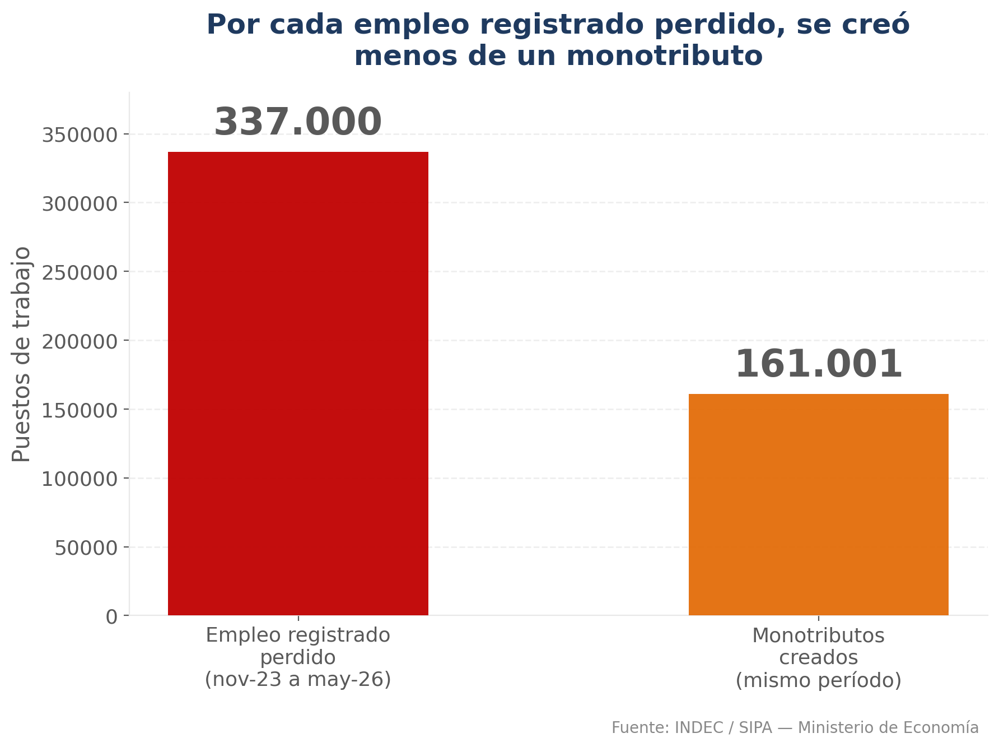 Por cada empleo registrado perdido, se creó
menos de un monotributo
337.000
161.001
Puestos de trabajo
350000
300000
250000
200000
150000
100000
50000
0
Empleo registrado
perdido
(nov-23 a may-26)
Monotributos
creados
(mismo período)
Fuente: INDEC / SIPA — Ministerio de Economía